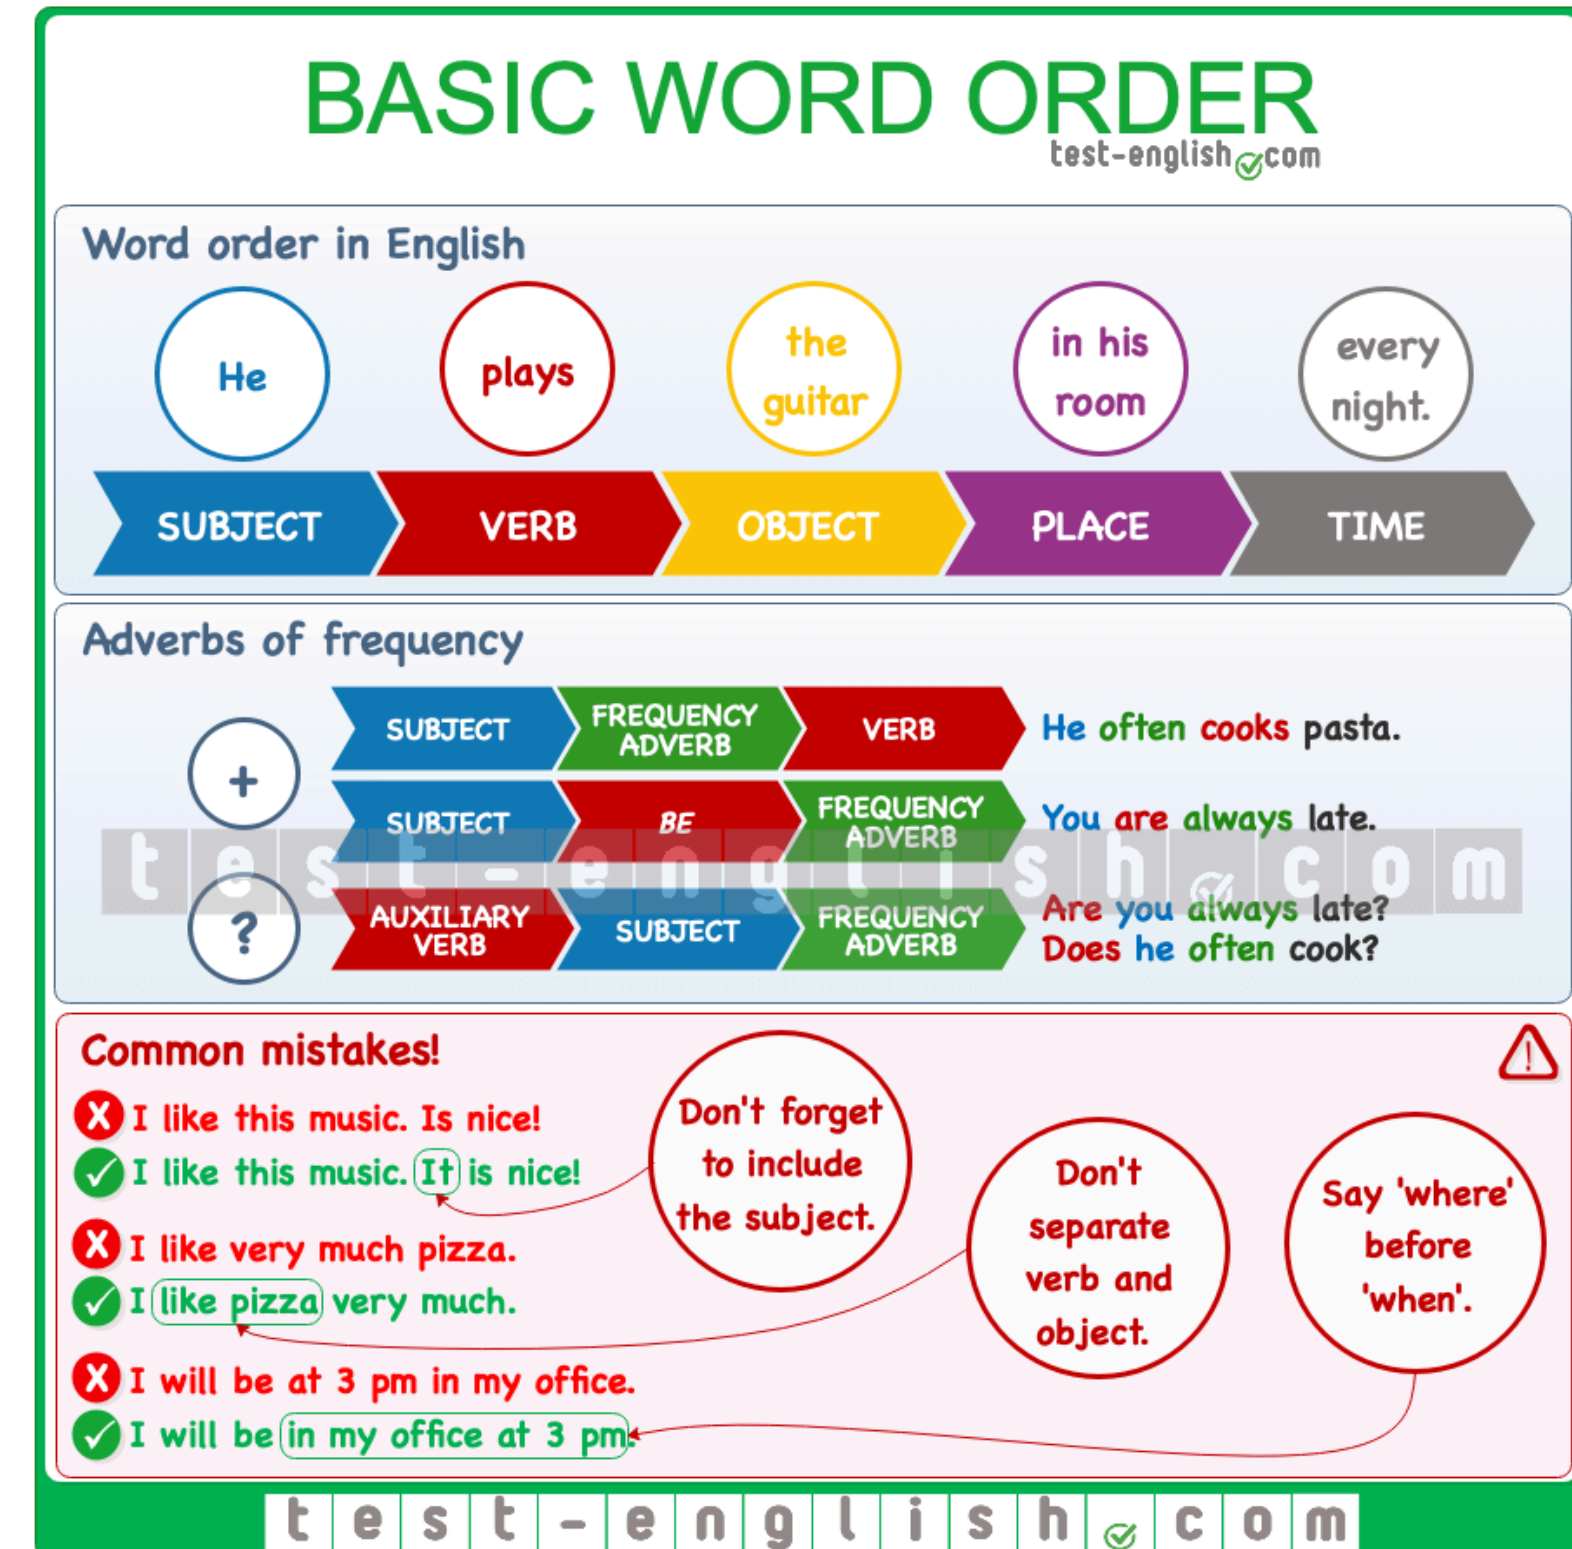 BASIC WORD ORDER
test-english.com
Word order in English
He
plays
the
guitar
in his
room
every
night.
SUBJECT
VERB
OBJECT
PLACE
TIME
Adverbs of frequency
+
SUBJECT
FREQUENCY
ADVERB
VERB
He often cooks pasta.
SUBJECT
BE
FREQUENCY
ADVERB
You are always late.
test-english.com
?
AUXILIARY
VERB
SUBJECT
FREQUENCY
ADVERB
Are you always late?
Does he often cook?
Common mistakes!
X I like this music. Is nice!
I like this music. It is nice!
X I like very much pizza.
I like pizza very much.
X I will be at 3 pm in my office.
I will be in my office at 3 pm.
Don't forget
to include
the subject.
Don't
separate
verb and
object.
Say 'where'
before
'when'.
!
test-english.com